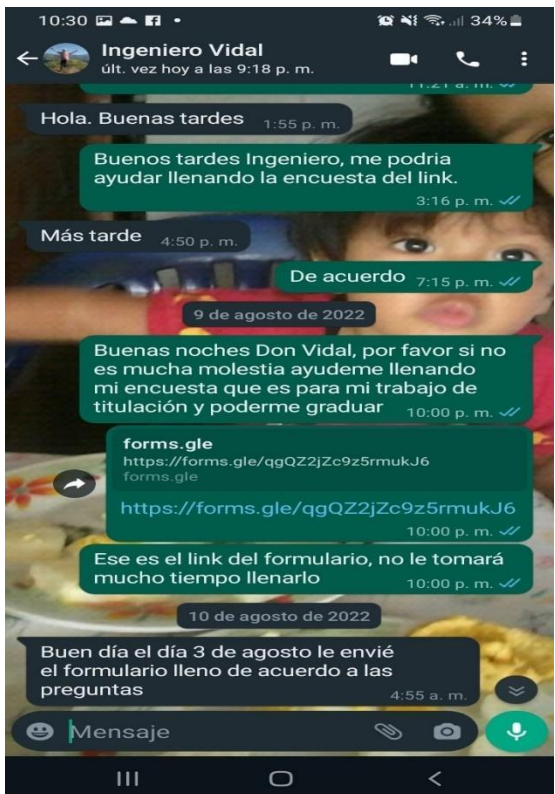 10:30
34%
Ingeniero Vidal
últ. vez hoy a las 9:18 p. m.
11:21 a. m.
Hola. Buenas tardes 1:55 p. m.
Buenos tardes Ingeniero, me podria
ayudar llenando la encuesta del link.
3:16 p. m.
Más tarde 4:50 p. m.
De acuerdo 7:15 p. m.
9 de agosto de 2022
Buenas noches Don Vidal, por favor si no
es mucha molestia ayudeme llenando
mi encuesta que es para mi trabajo de
titulación y poderme graduar 10:00 p. m.
forms.gle
https://forms.gle/qgQZ2jZc9z5rmukJ6
forms.gle
https://forms.gle/qgQZ2jZc9z5rmukJ6
10:00 p. m.
Ese es el link del formulario, no le tomará
mucho tiempo llenarlo 10:00 p. m.
10 de agosto de 2022
Buen día el día 3 de agosto le envié
el formulario lleno de acuerdo a las
preguntas 4:55 a. m.
Mensaje